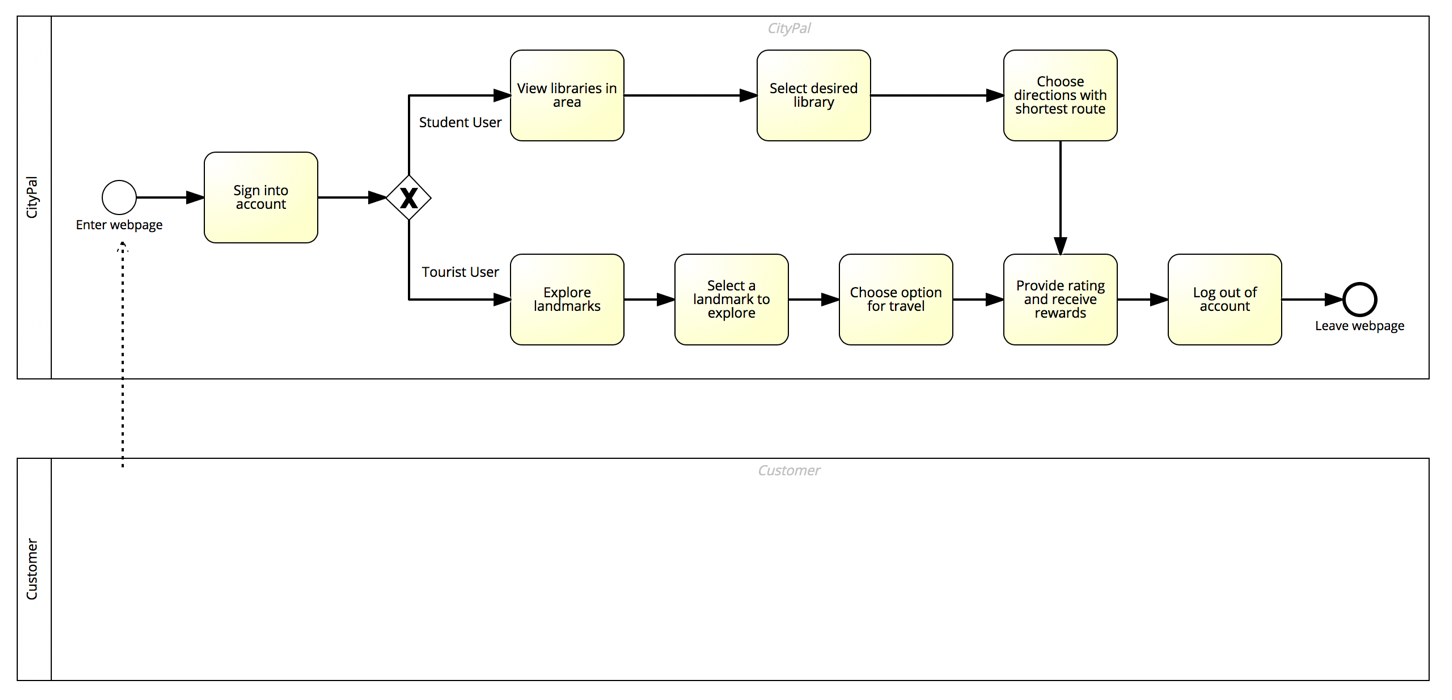 CityPal
CityPal
View libraries in
area
Select desired
library
Choose
directions with
shortest route
Student User
Sign into
account
X
Enter webpage
Tourist User
Explore
landmarks
Select a
landmark to
explore
Choose option
for travel
Provide rating
and receive
rewards
Log out of
account
Leave webpage
Customer
Customer